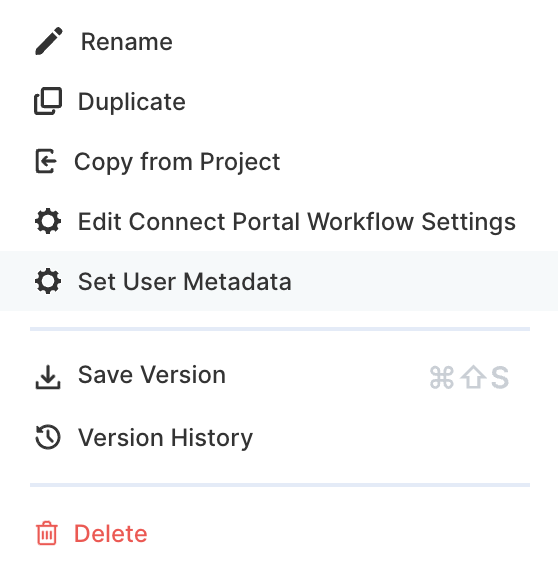 Rename
Duplicate
Copy from Project
Edit Connect Portal Workflow Settings
Set User Metadata
Save Version ⌘⇧S
Version History
Delete